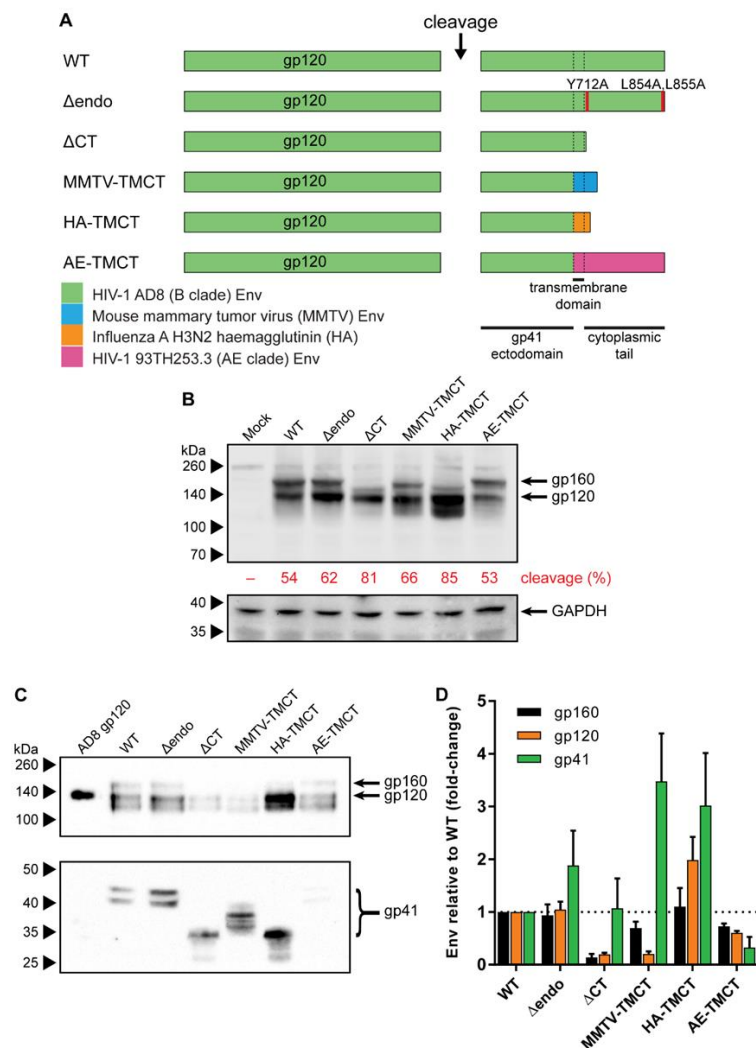 A
cleavage
WT
gp120
Y712A
L854A,L855A
Δendo
gp120
ΔCT
gp120
MMTV-TMCT
gp120
HA-TMCT
gp120
AE-TMCT
gp120
HIV-1 AD8 (B clade) Env
Mouse mammary tumor virus (MMTV) Env
Influenza A H3N2 haemagglutinin (HA)
HIV-1 93TH253.3 (AE clade) Env
transmembrane
domain
gp41
ectodomain
cytoplasmic
tail
B
Mock
WT
Δendo
ΔCT
MMTV-TMCT
HA-TMCT
AE-TMCT
kDa
260
140
100
70
gp160
gp120
– 54 62 81 66 85 53 cleavage (%)
40
35
GAPDH
C
AD8 gp120
WT
Δendo
ΔCT
MMTV-TMCT
HA-TMCT
AE-TMCT
kDa
260
140
100
gp160
gp120
50
40
35
25
gp41
D
Env relative to WT (fold-change)
5
4
3
2
1
0
gp160
gp120
gp41
WT
Δendo
ΔCT
MMTV-TMCT
HA-TMCT
AE-TMCT